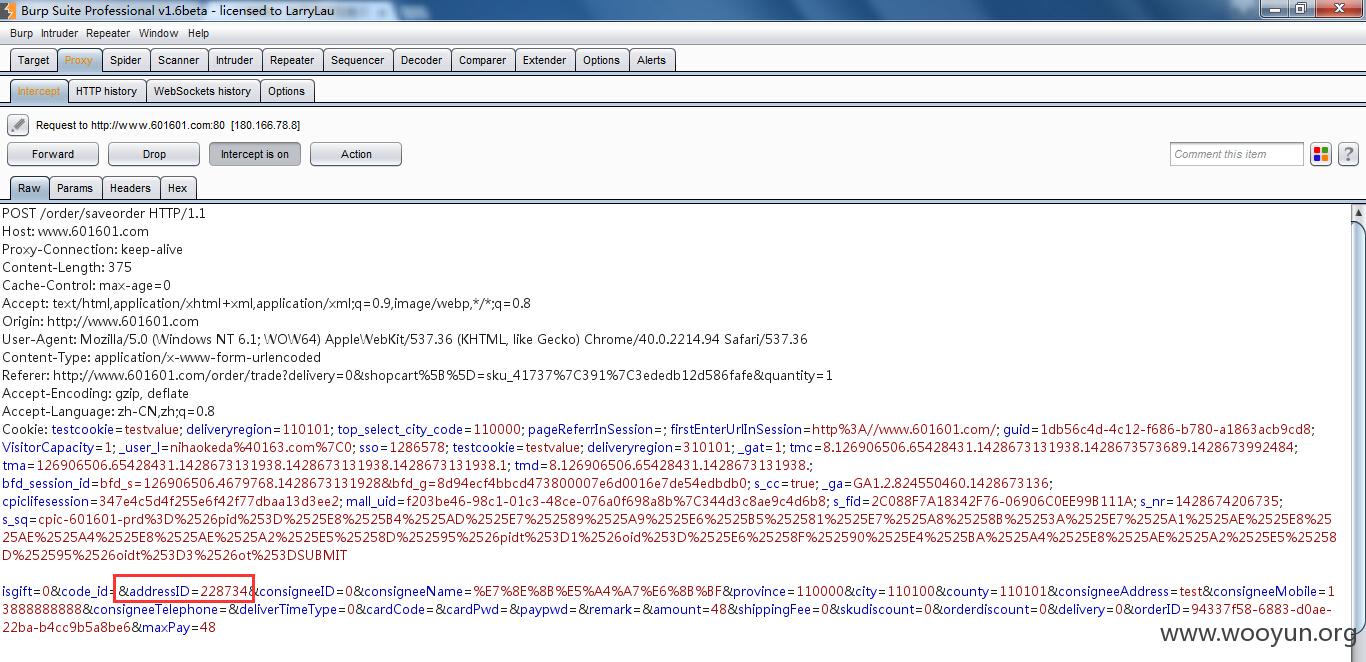 Burp Suite Professional v1.6beta - licensed to LarryLau
Burp Intruder Repeater Window Help
Target Proxy Spider Scanner Intruder Repeater Sequencer Decoder Comparer Extender Options Alerts
Intercept HTTP history WebSockets history Options
Request to http://www.601601.com:80 [180.166.78.8]
Forward Drop Intercept is on Action Comment this item ?
Raw Params Headers Hex
POST /order/saveorder HTTP/1.1
Host: www.601601.com
Proxy-Connection: keep-alive
Content-Length: 375
Cache-Control: max-age=0
Accept: text/html,application/xhtml+xml,application/xml;q=0.9,image/webp,*/*;q=0.8
Origin: http://www.601601.com
User-Agent: Mozilla/5.0 (Windows NT 6.1; WOW64) AppleWebKit/537.36 (KHTML, like Gecko) Chrome/40.0.2214.94 Safari/537.36
Content-Type: application/x-www-form-urlencoded
Referer: http://www.601601.com/order/trade?delivery=0&shopcart%5B%5D=sku_41737%7C391%7C3ededb12d586fafe&quantity=1
Accept-Encoding: gzip, deflate
Accept-Language: zh-CN,zh;q=0.8
Cookie: testcookie=testvalue; deliveryregion=110101; top_select_city_code=110000; pageReferrInSession=; firstEnterUrlInSession=http%3A//www.601601.com/; guid=1db56c4d-4c12-f686-b780-a1863acb9cd8;
VisitorCapacity=1; _user_l=nihaokeda%40163.com%7C0; sso=1286578; testcookie=testvalue; deliveryregion=310101; _gat=1; tmc=8.126906506.65428431.1428673131938.1428673573689.1428673992484;
tma=126906506.65428431.1428673131938.1428673131938.1428673131938.1; tmd=8.126906506.65428431.1428673131938.;
bfd_session_id=bfd_s=126906506.4679768.1428673131928&bfd_g=8d94ecf4bbcd473800007e6d0016e7de54edbdb0; s_cc=true; _ga=GA1.2.824550460.1428673136;
cpiclifesession=347e4c5d4f255e6f42f77dbaa13d3ee2; mall_uid=f203be46-98c1-01c3-48ce-076a0f698a8b%7C344d3c8ae9c4d6b8; s_fid=2C088F7A18342F76-06906C0EE99B111A; s_nr=1428674206735;
s_sq=cpic-601601-prd%3D%2526pid%253D%2525E8%2525B4%2525AD%2525E7%252589%2525A9%2525E6%2525B5%252581%2525E7%2525A8%25258B%25253A%2525E7%2525A1%2525AE%2525E8%2525
AE%2525A4%2525E8%2525AE%2525A2%2525E5%25258D%252595%2526pidt%253D1%2526oid%253D%2525E6%25258F%252590%2525E4%2525BA%2525A4%2525E8%2525AE%2525A2%2525E5%25258
D%252595%2526oidt%253D3%2526ot%253DSUBMIT
isgift=0&code_id=&addressID=228734&consigneeID=0&consigneeName=%E7%8E%8B%E5%A4%A7%E6%8B%BF&province=110000&city=110100&county=110101&consigneeAddress=test&consigneeMobile=1
3888888888&consigneeTelephone=&deliverTimeType=0&cardCode=&cardPwd=&paypwd=&remark=&amount=48&shippingFee=0&skudiscount=0&orderdiscount=0&delivery=0&orderID=94337f58-6883-d0ae-
22ba-b4cc9b5a8be6&maxPay=48
www.wooyun.org